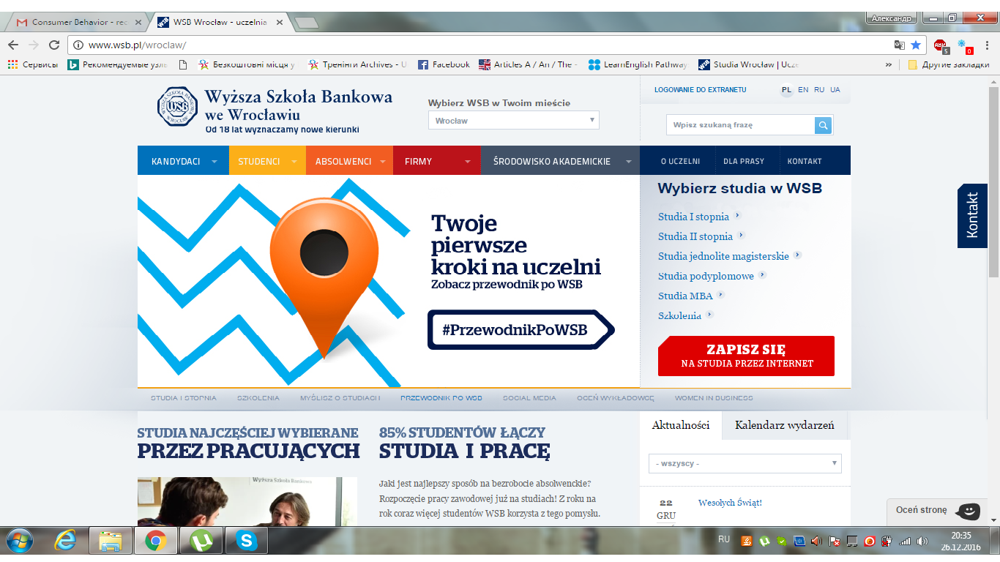 Consumer Behavior - rec
WSB Wrocław - uczelnia
Александр
www.wsb.pl/wroclaw/
ABP
5
0
Сервисы
Рекомендуемые узлы
Безкоштовні місця у
Тренінги Archives - U
Facebook
Articles A / An / The -
LearnEnglish Pathway
Studia Wrocław | Ucze
»
Другие закладки
WSB
Wyższa Szkoła Bankowa
we Wrocławiu
Od 18 lat wyznaczamy nowe kierunki
Wybierz WSB w Twoim mieście
Wrocław
LOGOWANIE DO EXTRANETU
PL EN RU UA
Wpisz szukaną frazę
KANDYDACI
STUDENCI
ABSOLWENCI
FIRMY
ŚRODOWISKO AKADEMICKIE
O UCZELNI
DLA PRASY
KONTAKT
Twoje
pierwsze
kroki na uczelni
Zobacz przewodnik po WSB
#PrzewodnikPoWSB
Wybierz studia w WSB
Studia I stopnia
Studia II stopnia
Studia jednolite magisterskie
Studia podyplomowe
Studia MBA
Szkolenia
ZAPISZ SIĘ
NA STUDIA PRZEZ INTERNET
Kontakt
STUDIA I STOPNIA
SZKOLENIA
MYŚLISZ O STUDIACH
PRZEWODNIK PO WSB
SOCIAL MEDIA
OCEŃ WYKŁADOWCĘ
WOMEN IN BUSINESS
STUDIA NAJCZĘŚCIEJ WYBIERANE
PRZEZ PRACUJĄCYCH
Wyższa Szkoła Bankowa
85% STUDENTÓW ŁĄCZY
STUDIA I PRACĘ
Jaki jest najlepszy sposób na bezrobocie absolwenckie?
Rozpoczęcie pracy zawodowej już na studiach! Z roku na
rok coraz więcej studentów WSB korzysta z tego pomysłu.
Aktualności
Kalendarz wydarzeń
- wszyscy -
22
GRU
Wesołych Świąt!
Oceń stronę
RU
20:35
26.12.2016